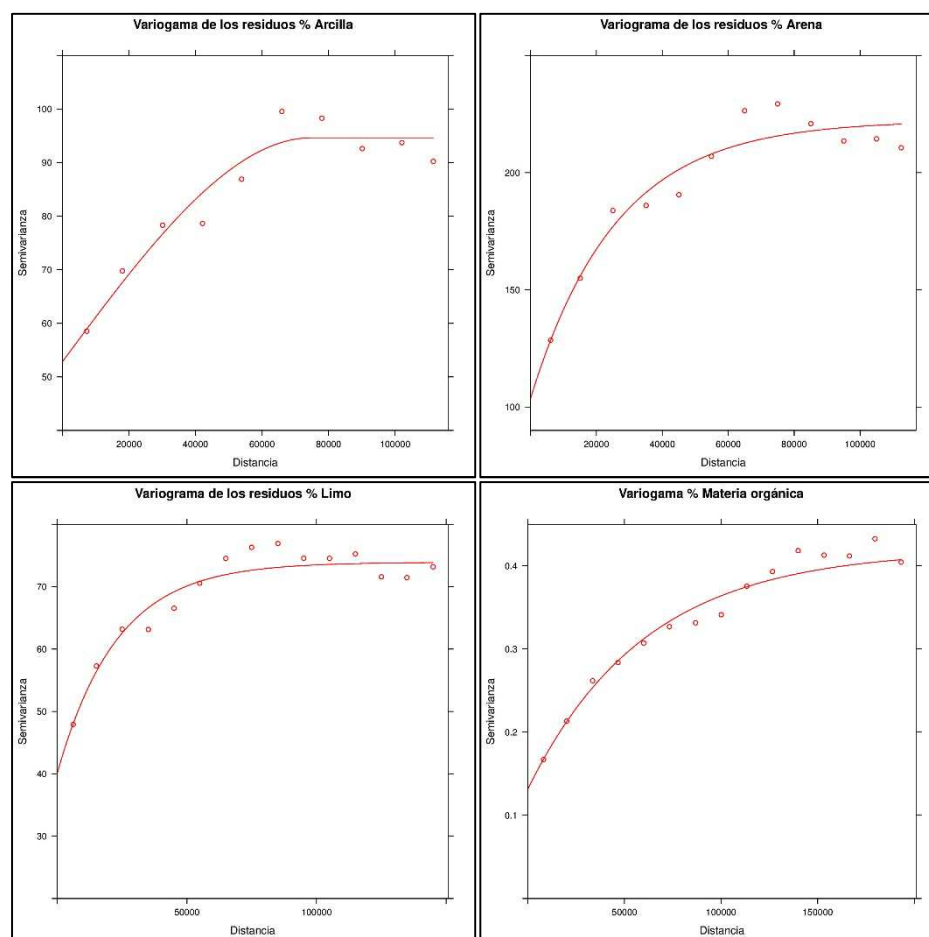 Variogama de los residuos % Arcilla
100
90
80
70
60
50
Semivarianza
20000 40000 60000 80000 100000
Distancia
Variograma de los residuos % Arena
200
150
100
Semivarianza
20000 40000 60000 80000 100000
Distancia
Variograma de los residuos % Limo
70
60
50
40
30
Semivarianza
50000 100000
Distancia
Variogama % Materia orgánica
0.4
0.3
0.2
0.1
Semivarianza
50000 100000 150000
Distancia